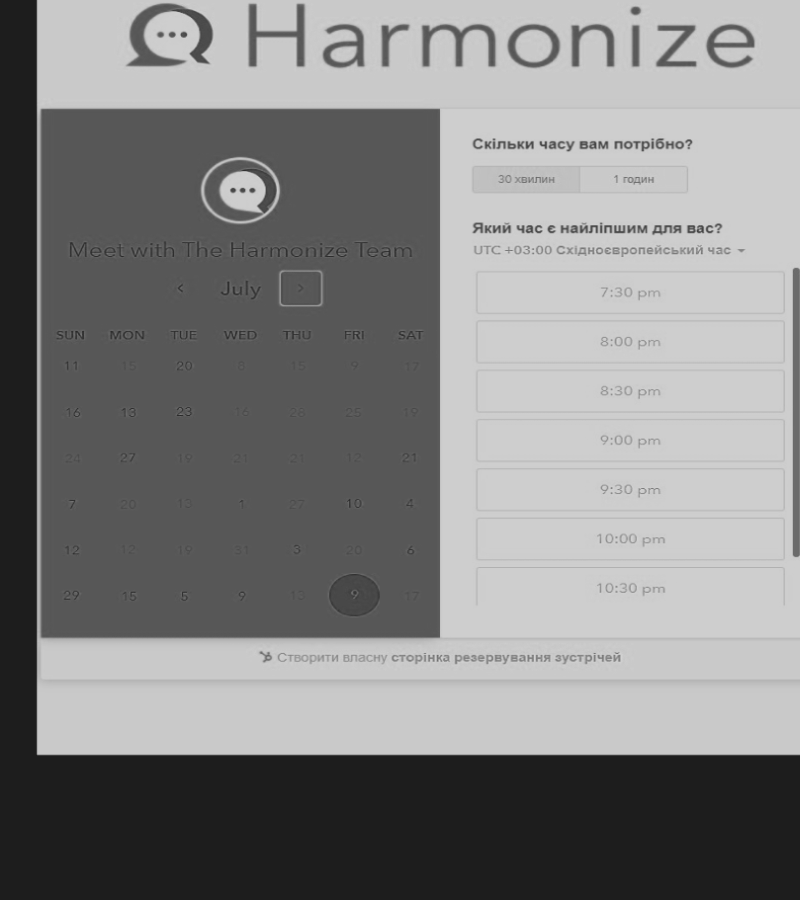 Harmonize
Meet with The Harmonize Team
July
SUN MON TUE WED THU FRI SAT
11 15 20 8 15 9 17
16 13 23 16 28 25 19
24 27 19 21 21 12 21
7 20 13 1 27 10 4
12 12 19 31 3 20 6
29 15 5 9 13 9 17
Скільки часу вам потрібно?
30 хвилин 1 годин
Який час є найліпшим для вас?
UTC +03:00 Східноєвропейський час
7:30 pm
8:00 pm
8:30 pm
9:00 pm
9:30 pm
10:00 pm
10:30 pm
Створити власну сторінка резервування зустрічей